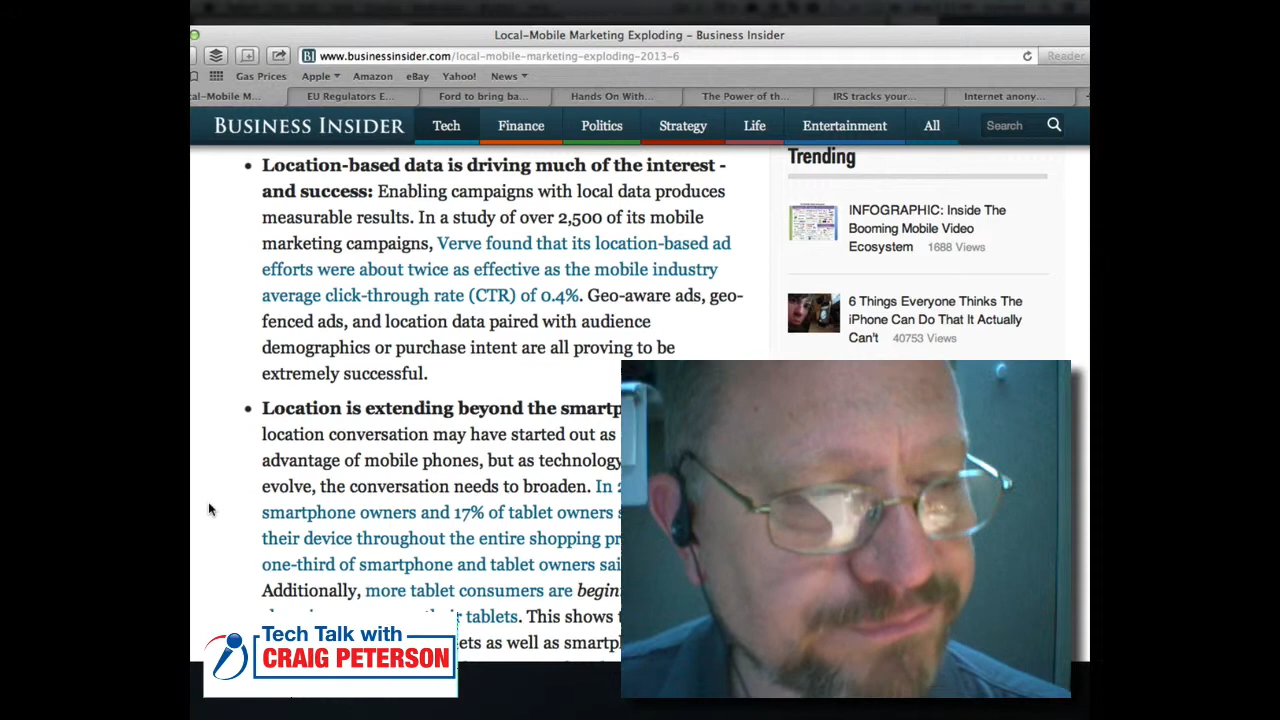 Local-Mobile Marketing Exploding – Business Insider
www.businessinsider.com/local-mobile-marketing-exploding-2013-6
Reader
Gas Prices Apple Amazon eBay Yahoo! News
cal-Mobile M... EU Regulators E... Ford to bring ba... Hands On With... The Power of th... IRS tracks your... Internet anony...
BUSINESS INSIDER Tech Finance Politics Strategy Life Entertainment All Search
Location-based data is driving much of the interest -
and success: Enabling campaigns with local data produces
measurable results. In a study of over 2,500 of its mobile
marketing campaigns, Verve found that its location-based ad
efforts were about twice as effective as the mobile industry
average click-through rate (CTR) of 0.4%. Geo-aware ads, geo-
fenced ads, and location data paired with audience
demographics or purchase intent are all proving to be
extremely successful.
Location is extending beyond the smartp
location conversation may have started out as
advantage of mobile phones, but as technology
evolve, the conversation needs to broaden. In
smartphone owners and 17% of tablet owners s
their device throughout the entire shopping pr
one-third of smartphone and tablet owners sai
Additionally, more tablet consumers are begin
tablets. This shows t
ets as well as smartph
Trending
INFOGRAPHIC: Inside The
Booming Mobile Video
Ecosystem 1688 Views
6 Things Everyone Thinks The
iPhone Can Do That It Actually
Can't 40753 Views
Tech Talk with
CRAIG PETERSON